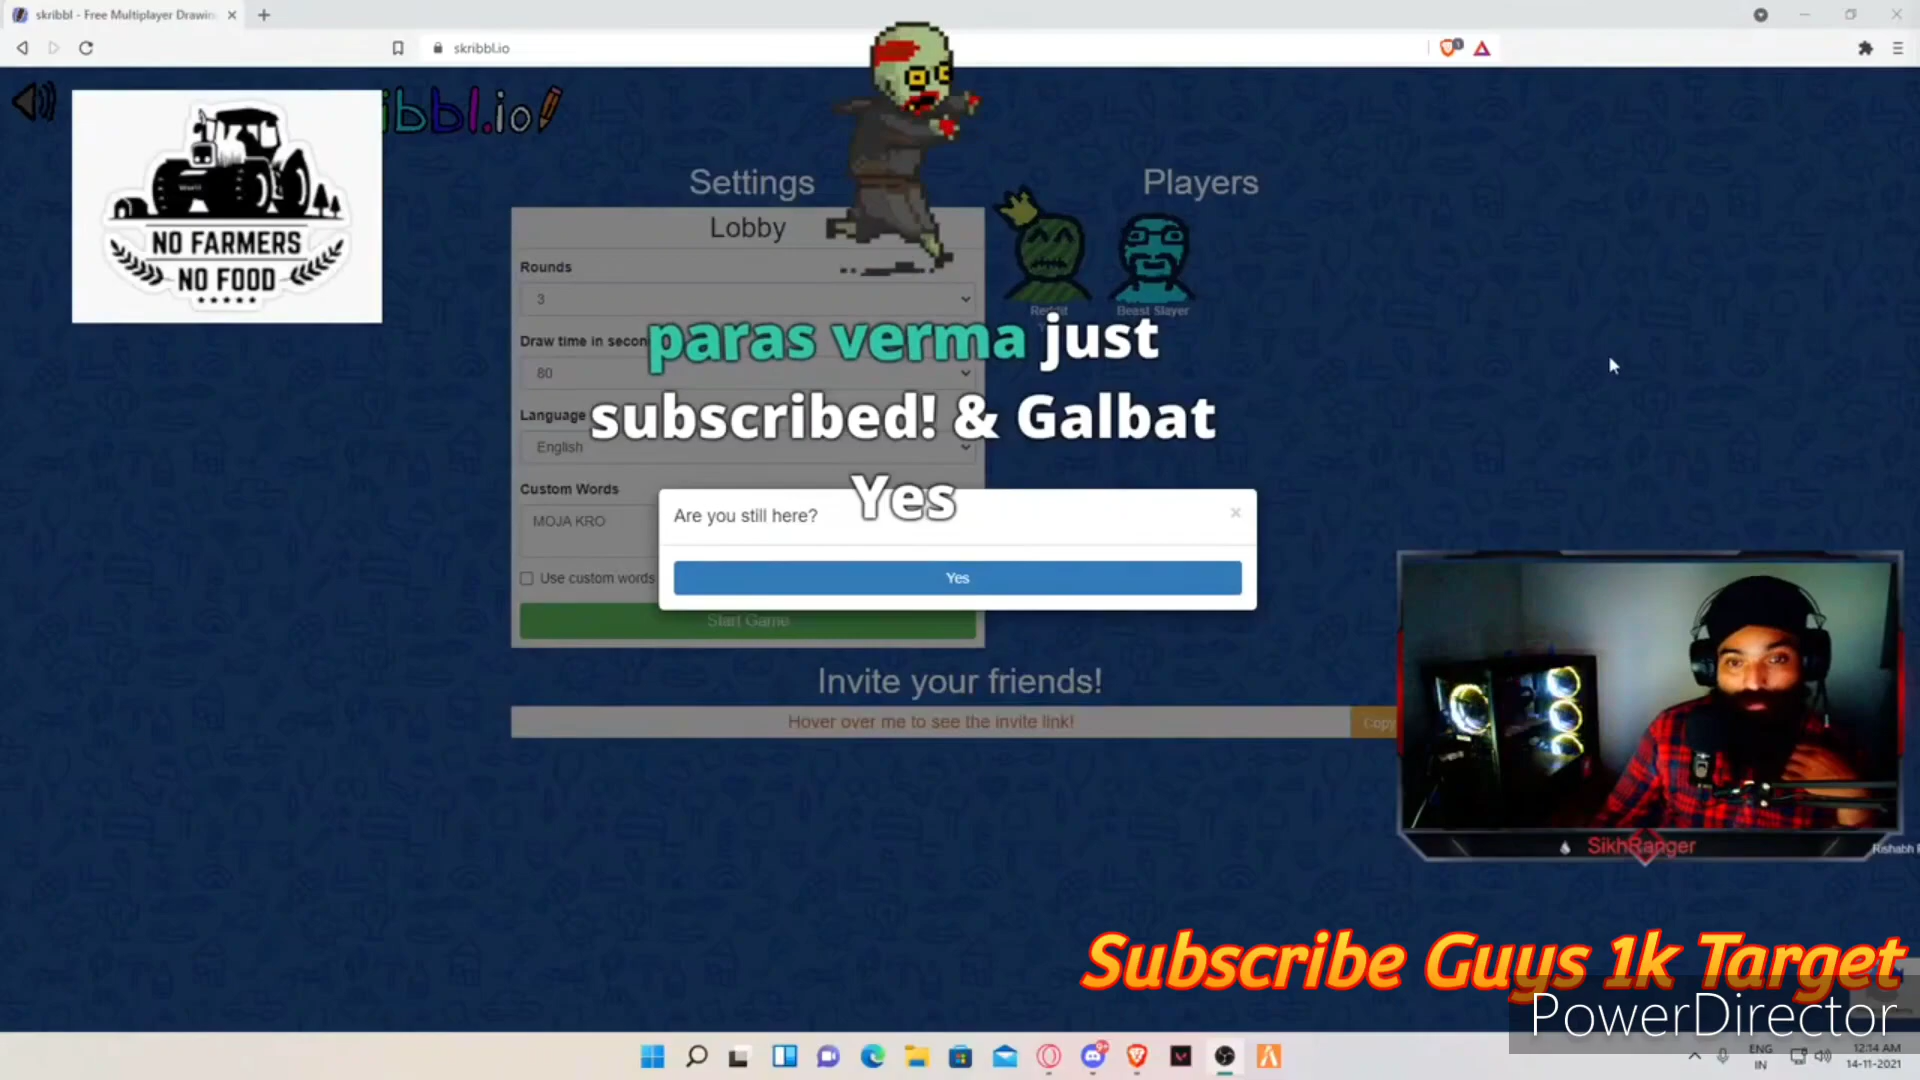 skribbl - Free Multiplayer Drawin
skribbl.io
ibbl.io
NO FARMERS
NO FOOD
Settings
Players
Lobby
Rounds
3
Draw time in secon
80
Language
English
Custom Words
MOJA KRO
Use custom words
Start Game
Beast Slayer
paras verma just
subscribed! & Galbat
Yes
Are you still here?
×
Yes
Invite your friends!
Hover over me to see the invite link!
Copy
SikhRanger
Rishabh
Subscribe Guys 1k Target
PowerDirector
ENG
IN
12:14 AM
14-11-2021